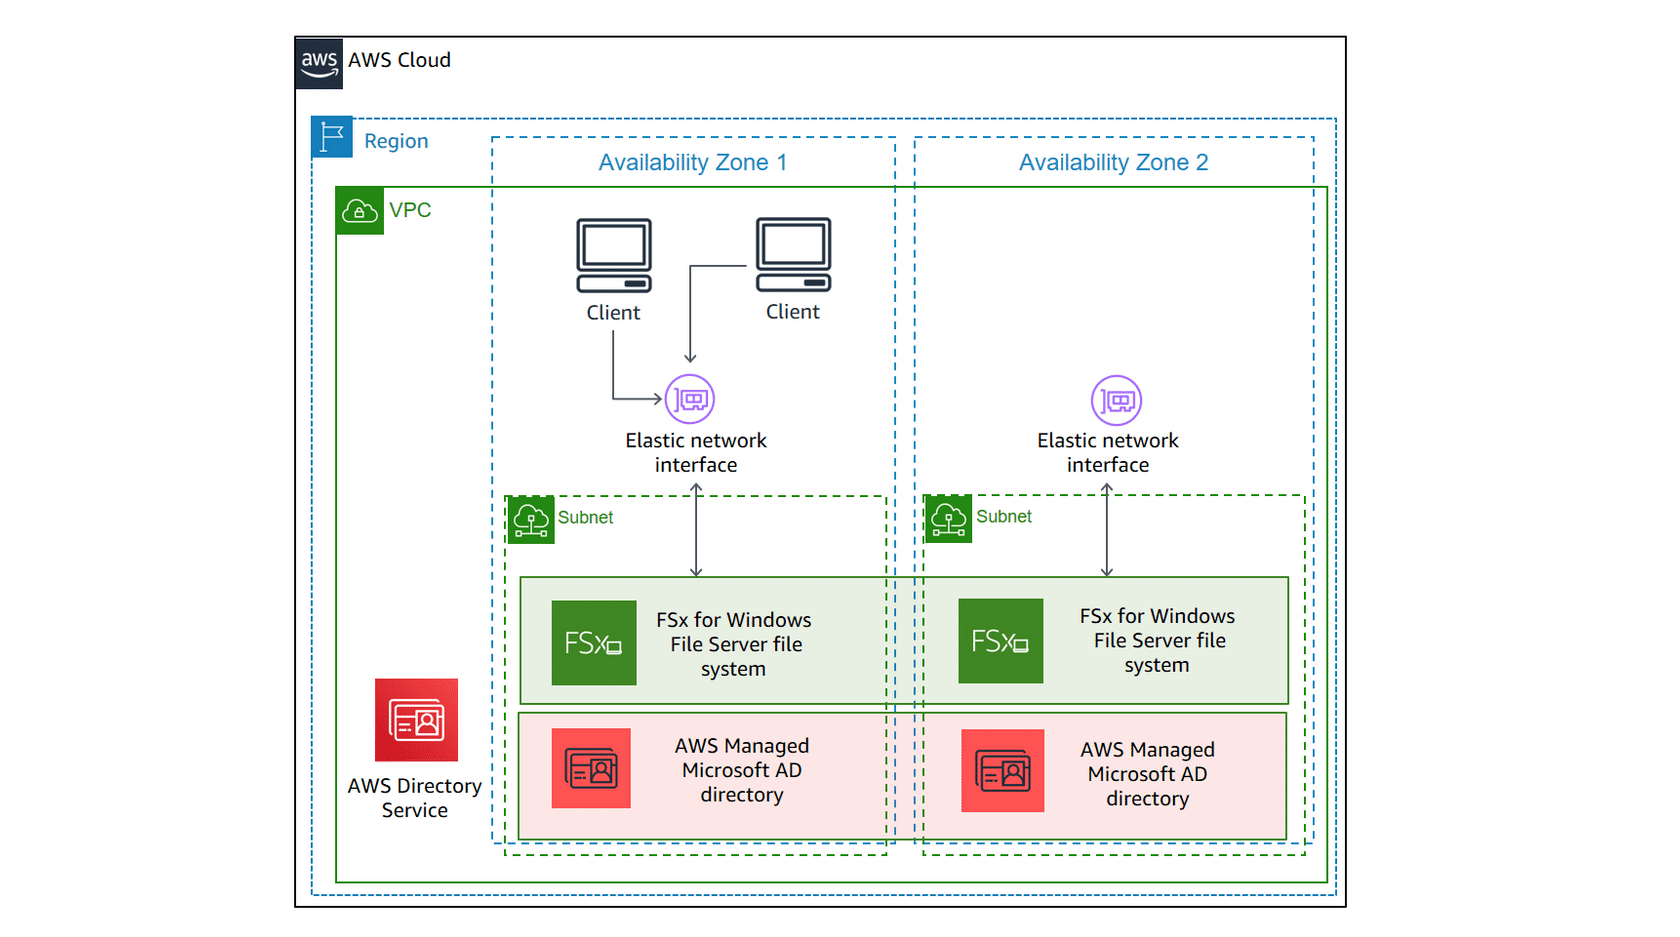 aws
AWS Cloud
Region
Availability Zone 1
Availability Zone 2
VPC
Client
Client
Elastic network
interface
Elastic network
interface
Subnet
Subnet
FSx
FSx for Windows
File Server file
system
FSx
FSx for Windows
File Server file
system
AWS Directory
Service
AWS Managed
Microsoft AD
directory
AWS Managed
Microsoft AD
directory